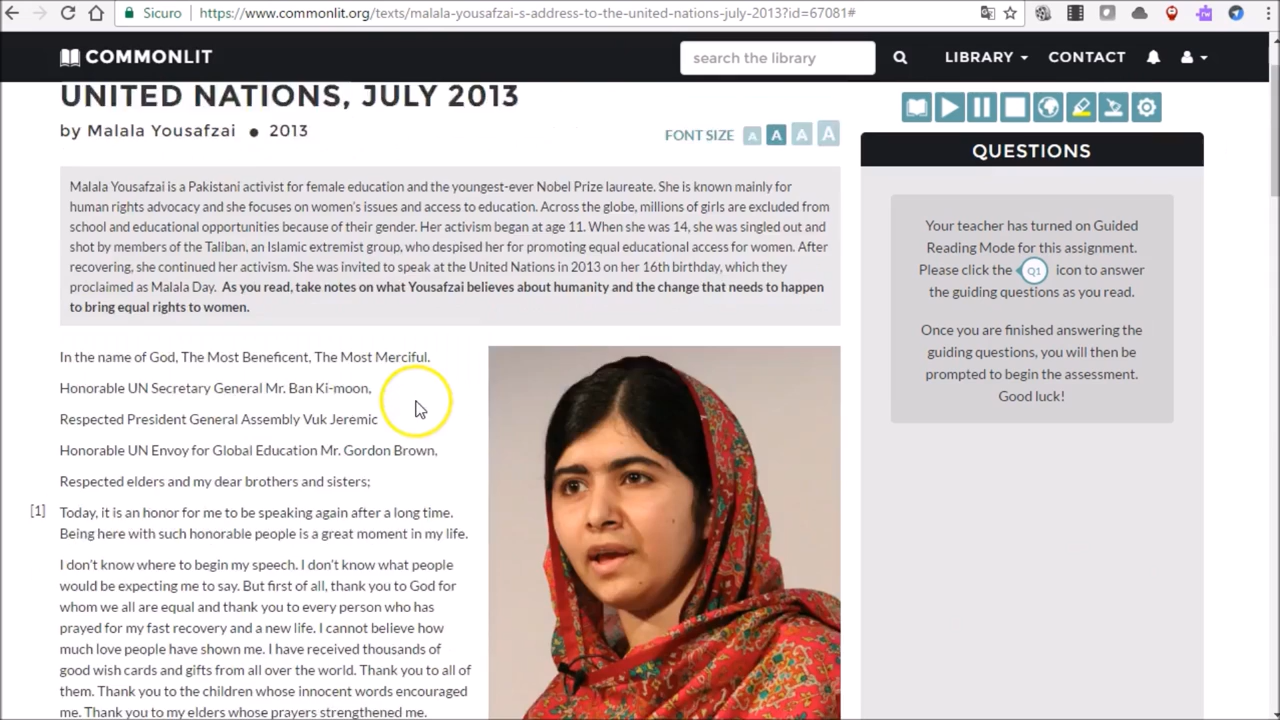 Sicuro
https://www.commonlit.org/texts/malala-yousafzai-s-address-to-the-united-nations-july-2013?id=67081#
COMMONLIT
search the library
LIBRARY
CONTACT
UNITED NATIONS, JULY 2013
by Malala Yousafzai ● 2013
FONT SIZE A A A A
Malala Yousafzai is a Pakistani activist for female education and the youngest-ever Nobel Prize laureate. She is known mainly for
human rights advocacy and she focuses on women's issues and access to education. Across the globe, millions of girls are excluded from
school and educational opportunities because of their gender. Her activism began at age 11. When she was 14, she was singled out and
shot by members of the Taliban, an Islamic extremist group, who despised her for promoting equal educational access for women. After
recovering, she continued her activism. She was invited to speak at the United Nations in 2013 on her 16th birthday, which they
proclaimed as Malala Day. As you read, take notes on what Yousafzai believes about humanity and the change that needs to happen
to bring equal rights to women.
In the name of God, The Most Beneficent, The Most Merciful.
Honorable UN Secretary General Mr. Ban Ki-moon,
Respected President General Assembly Vuk Jeremic
Honorable UN Envoy for Global Education Mr. Gordon Brown,
Respected elders and my dear brothers and sisters;
[1] Today, it is an honor for me to be speaking again after a long time.
Being here with such honorable people is a great moment in my life.
I don't know where to begin my speech. I don't know what people
would be expecting me to say. But first of all, thank you to God for
whom we all are equal and thank you to every person who has
prayed for my fast recovery and a new life. I cannot believe how
much love people have shown me. I have received thousands of
good wish cards and gifts from all over the world. Thank you to all of
them. Thank you to the children whose innocent words encouraged
me. Thank you to my elders whose prayers strengthened me.
QUESTIONS
Your teacher has turned on Guided
Reading Mode for this assignment.
Please click the Q1 icon to answer
the guiding questions as you read.
Once you are finished answering the
guiding questions, you will then be
prompted to begin the assessment.
Good luck!